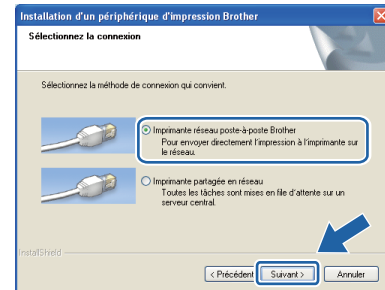 Installation d'un périphérique d'impression Brother
Sélectionnez la connexion
Sélectionnez la méthode de connexion qui convient.
Imprimante réseau poste-à-poste Brother
Pour envoyer directement l'impression à l'imprimante sur
le réseau.
Imprimante partagée en réseau
Toutes les tâches sont mises en file d'attente sur un
serveur central.
InstallShield
< Précédent
Suivant >
Annuler